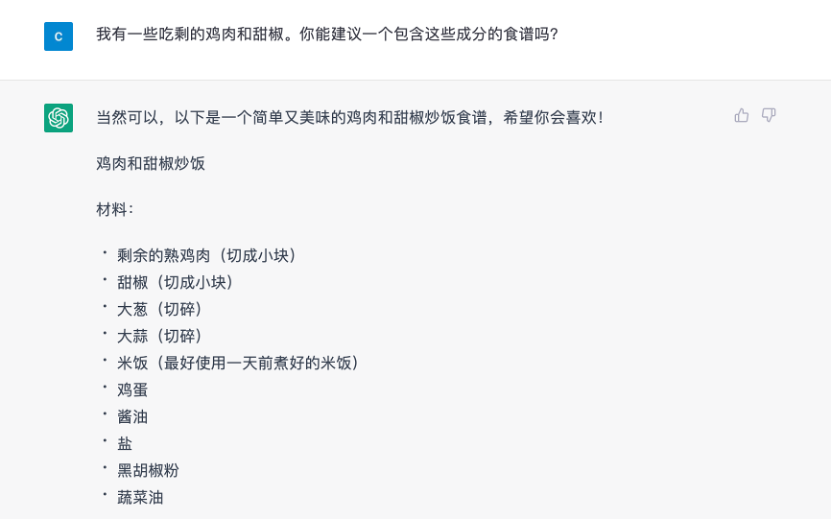 C
我有一些吃剩的鸡肉和甜椒。你能建议一个包含这些成分的食谱吗?
当然可以，以下是一个简单又美味的鸡肉和甜椒炒饭食谱，希望你会喜欢！
鸡肉和甜椒炒饭
材料：
• 剩余的熟鸡肉（切成小块）
• 甜椒（切成小块）
• 大葱（切碎）
• 大蒜（切碎）
• 米饭（最好使用一天前煮好的米饭）
• 鸡蛋
• 酱油
• 盐
• 黑胡椒粉
• 蔬菜油